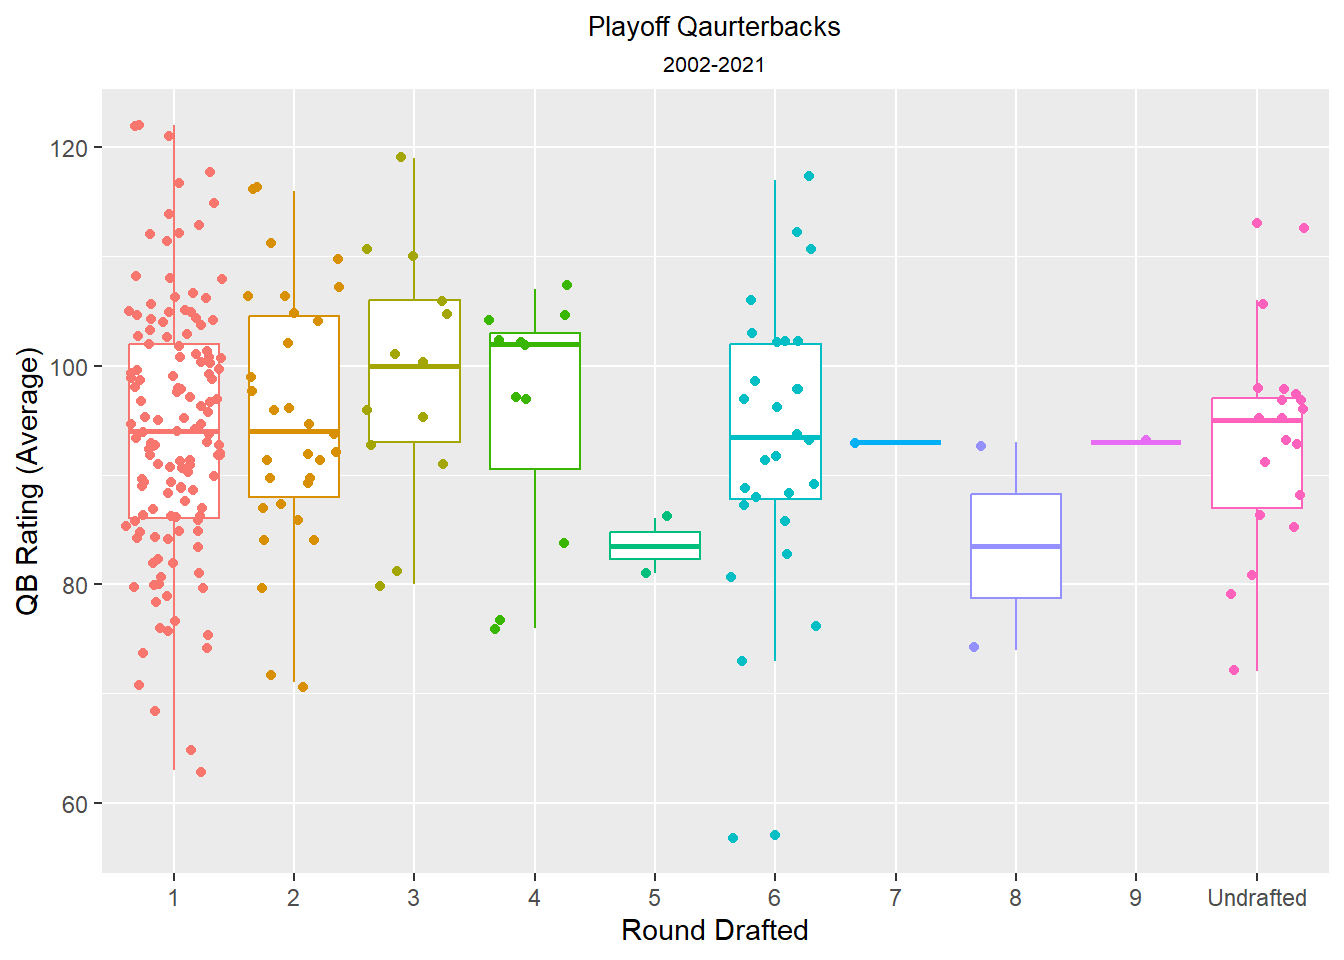 Playoff Qaurterbacks
2002-2021
QB Rating (Average)
120
100
80
60
1 2 3 4 5 6 7 8 9 Undrafted
Round Drafted